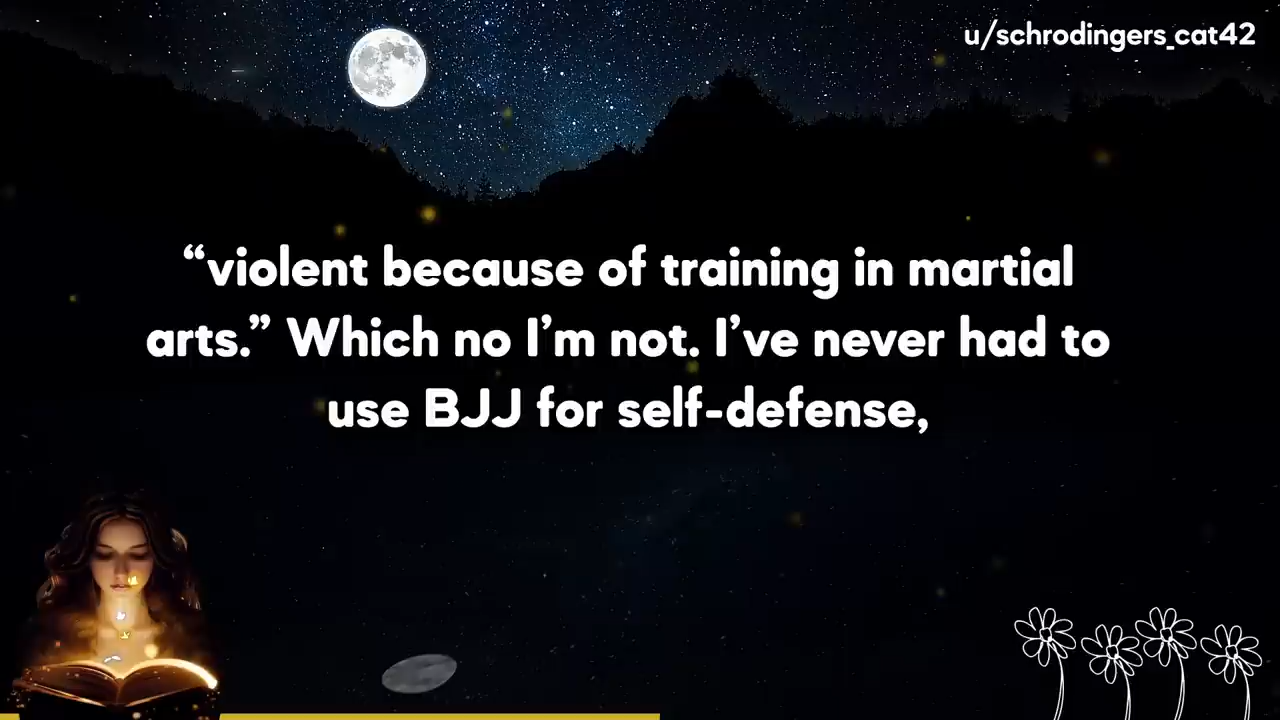 u/schrodingers_cat42
“violent because of training in martial
arts.” Which no I’m not. I’ve never had to
use BJJ for self-defense,